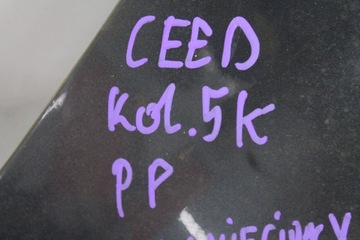 CEED
Kol. 5K
PP